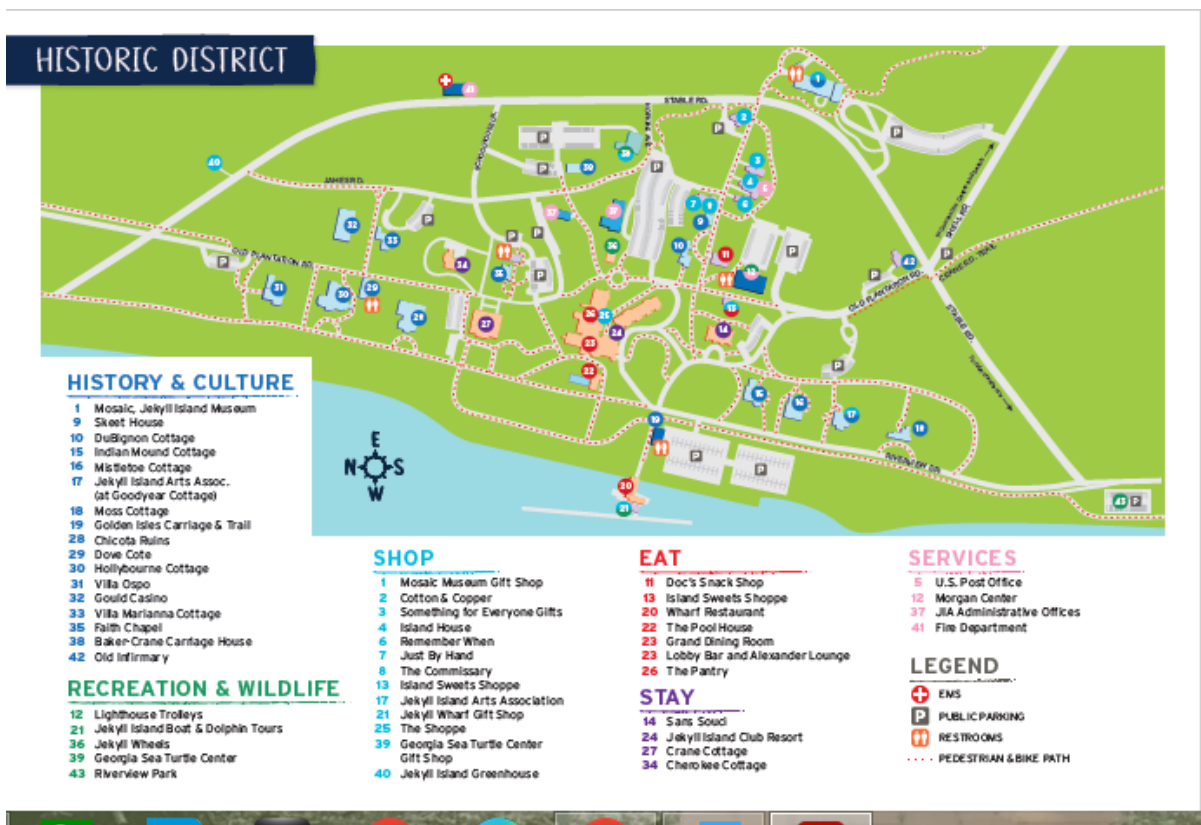 HISTORIC DISTRICT
STABLE RD.
JAMES RD.
OLD PLANTATION RD.
OLD PLANTATION RD.
SHELL RD.
STABLE RD.
RIVERVIEW DR.
E
N S
W
HISTORY & CULTURE
1 Mosaic, Jekyll Island Museum
9 Skeet House
10 DuBignon Cottage
15 Indian Mound Cottage
16 Mistletoe Cottage
17 Jekyll Island Arts Assoc.
(at Goodyear Cottage)
18 Moss Cottage
19 Golden Isles Carriage & Trail
28 Chicota Ruins
29 Dove Cote
30 Hollybourne Cottage
31 Villa Ospo
32 Gould Casino
33 Villa Marianna Cottage
35 Faith Chapel
38 Baker-Crane Carriage House
42 Old Infirmary
RECREATION & WILDLIFE
12 Lighthouse Trolleys
21 Jekyll Island Boat & Dolphin Tours
36 Jekyll Wheels
39 Georgia Sea Turtle Center
43 Riverview Park
SHOP
1 Mosaic Museum Gift Shop
2 Cotton & Copper
3 Something for Everyone Gifts
4 Island House
6 Remember When
7 Just By Hand
8 The Commissary
13 Island Sweets Shoppe
17 Jekyll Island Arts Association
21 Jekyll Wharf Gift Shop
25 The Shoppe
39 Georgia Sea Turtle Center
Gift Shop
40 Jekyll Island Greenhouse
EAT
11 Doc's Snack Shop
13 Island Sweets Shoppe
20 Wharf Restaurant
22 The Pool House
23 Grand Dining Room
23 Lobby Bar and Alexander Lounge
26 The Pantry
STAY
14 Sans Souci
24 Jekyll Island Club Resort
27 Crane Cottage
34 Cherokee Cottage
SERVICES
5 U.S. Post Office
12 Morgan Center
37 JIA Administrative Offices
41 Fire Department
LEGEND
EMS
P PUBLIC PARKING
RESTROOMS
PEDESTRIAN & BIKE PATH